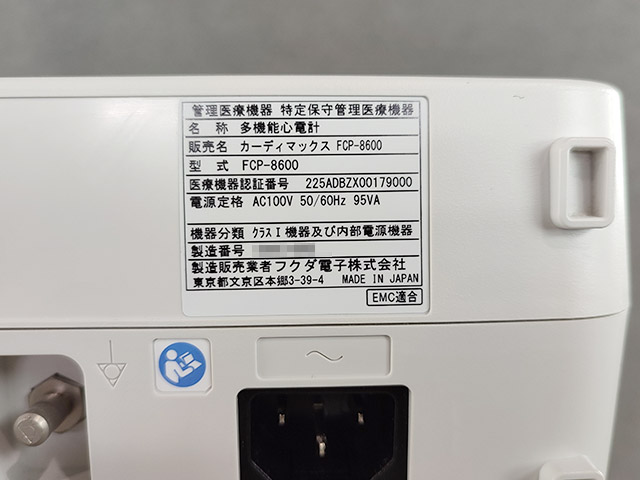 管理医療機器 特定保守管理医療機器
名 称 多機能心電計
販売名 カーディマックス FCP-8600
型 式 FCP-8600
医療機器認証番号 225ADBZX00179000
電源定格 AC100V 50/60Hz 95VA
機器分類 クラスⅠ機器及び内部電源機器
製造番号
製造販売業者フクダ電子株式会社
東京都文京区本郷3-39-4 MADE IN JAPAN
EMC適合